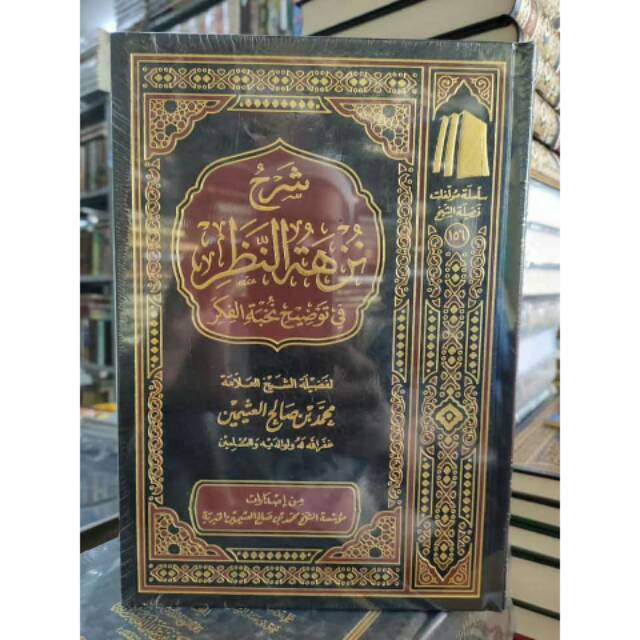 شرح
نزهة النظر
في توضيح نخبة الفكر
لفضيلة الشيخ العلامة
محمد بن صالح العثيمين
غفر الله له ولوالديه وللمسلمين
من إصدارات
مؤسسة الشيخ محمد بن صالح العثيمين الخيرية
سلسلة مؤلفات
فضيلة الشيخ
١٥٦